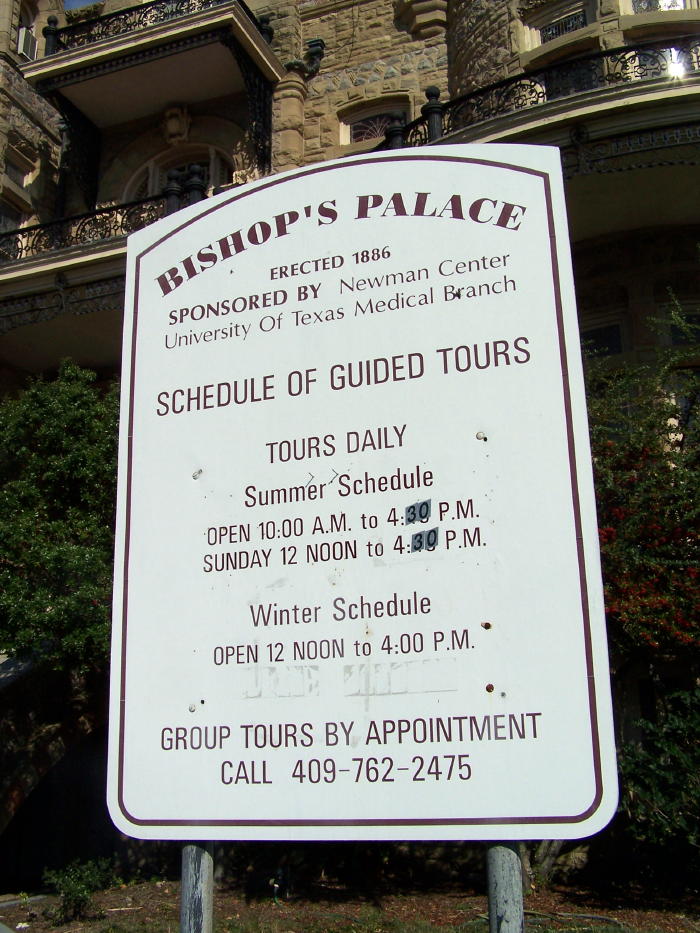 BISHOP'S PALACE
ERECTED 1886
SPONSORED BY Newman Center
University Of Texas Medical Branch
SCHEDULE OF GUIDED TOURS
TOURS DAILY
Summer Schedule
OPEN 10:00 A.M. to 4:30 P.M.
SUNDAY 12 NOON to 4:30 P.M.
Winter Schedule
OPEN 12 NOON to 4:00 P.M.
GROUP TOURS BY APPOINTMENT
CALL 409-762-2475